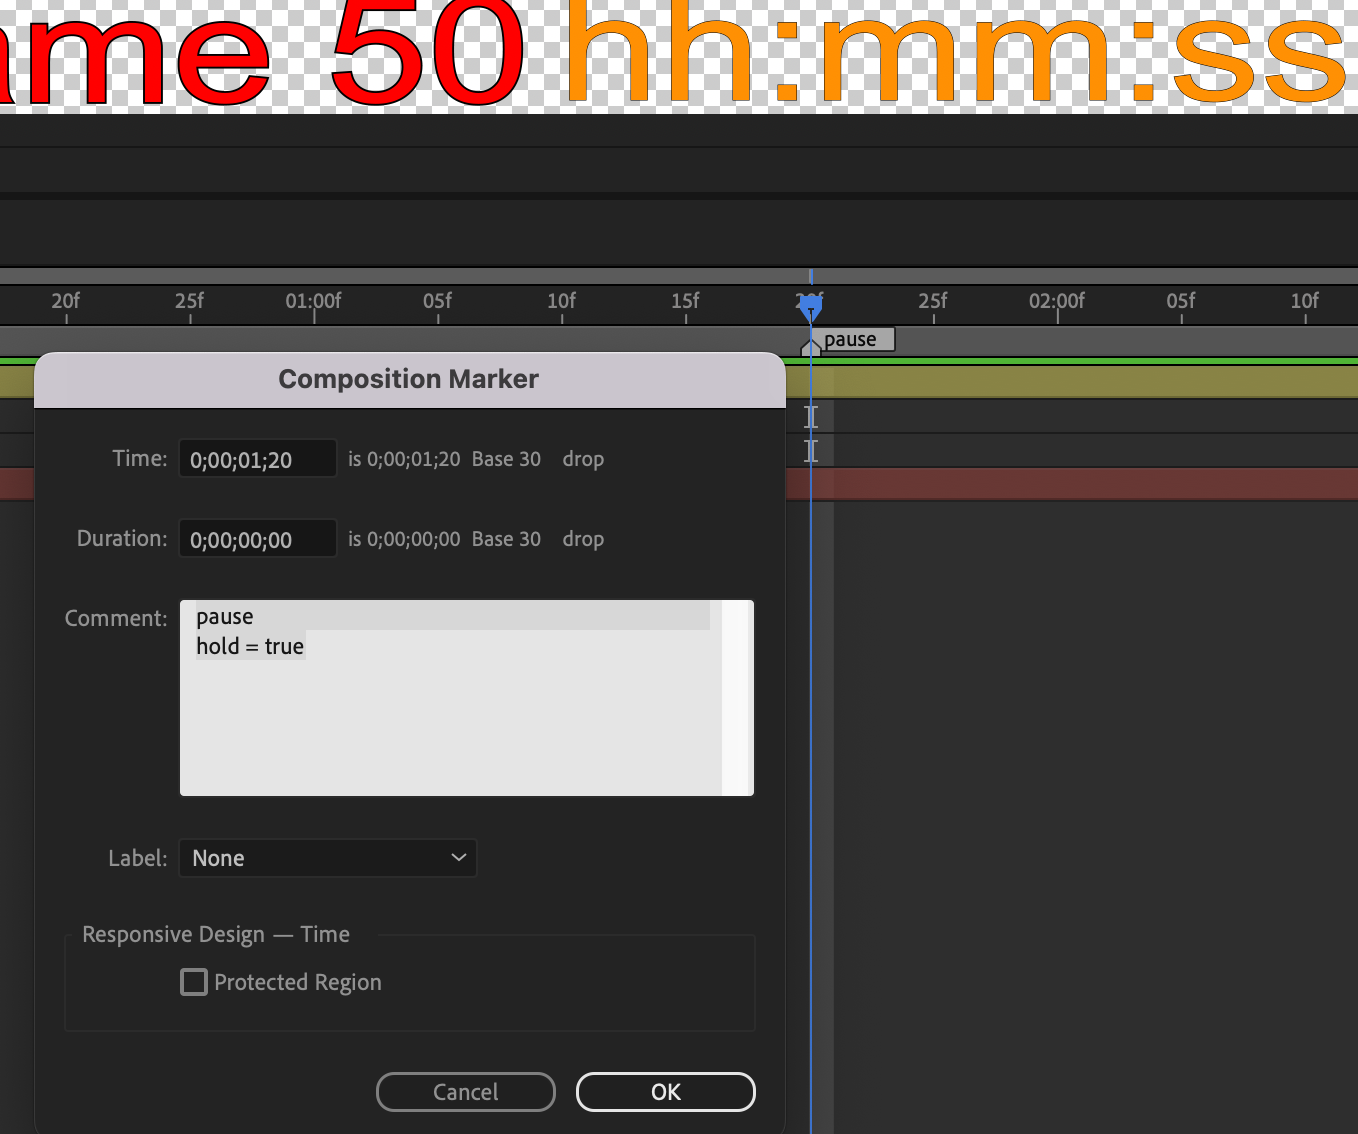 ame 50 hh:mm:ss
20f 25f 01:00f 05f 10f 15f 20f 25f 02:00f 05f 10f
pause
Composition Marker
Time: 0;00;01;20 is 0;00;01;20 Base 30 drop
Duration: 0;00;00;00 is 0;00;00;00 Base 30 drop
Comment: pause
hold = true
Label: None
Responsive Design — Time
Protected Region
Cancel OK